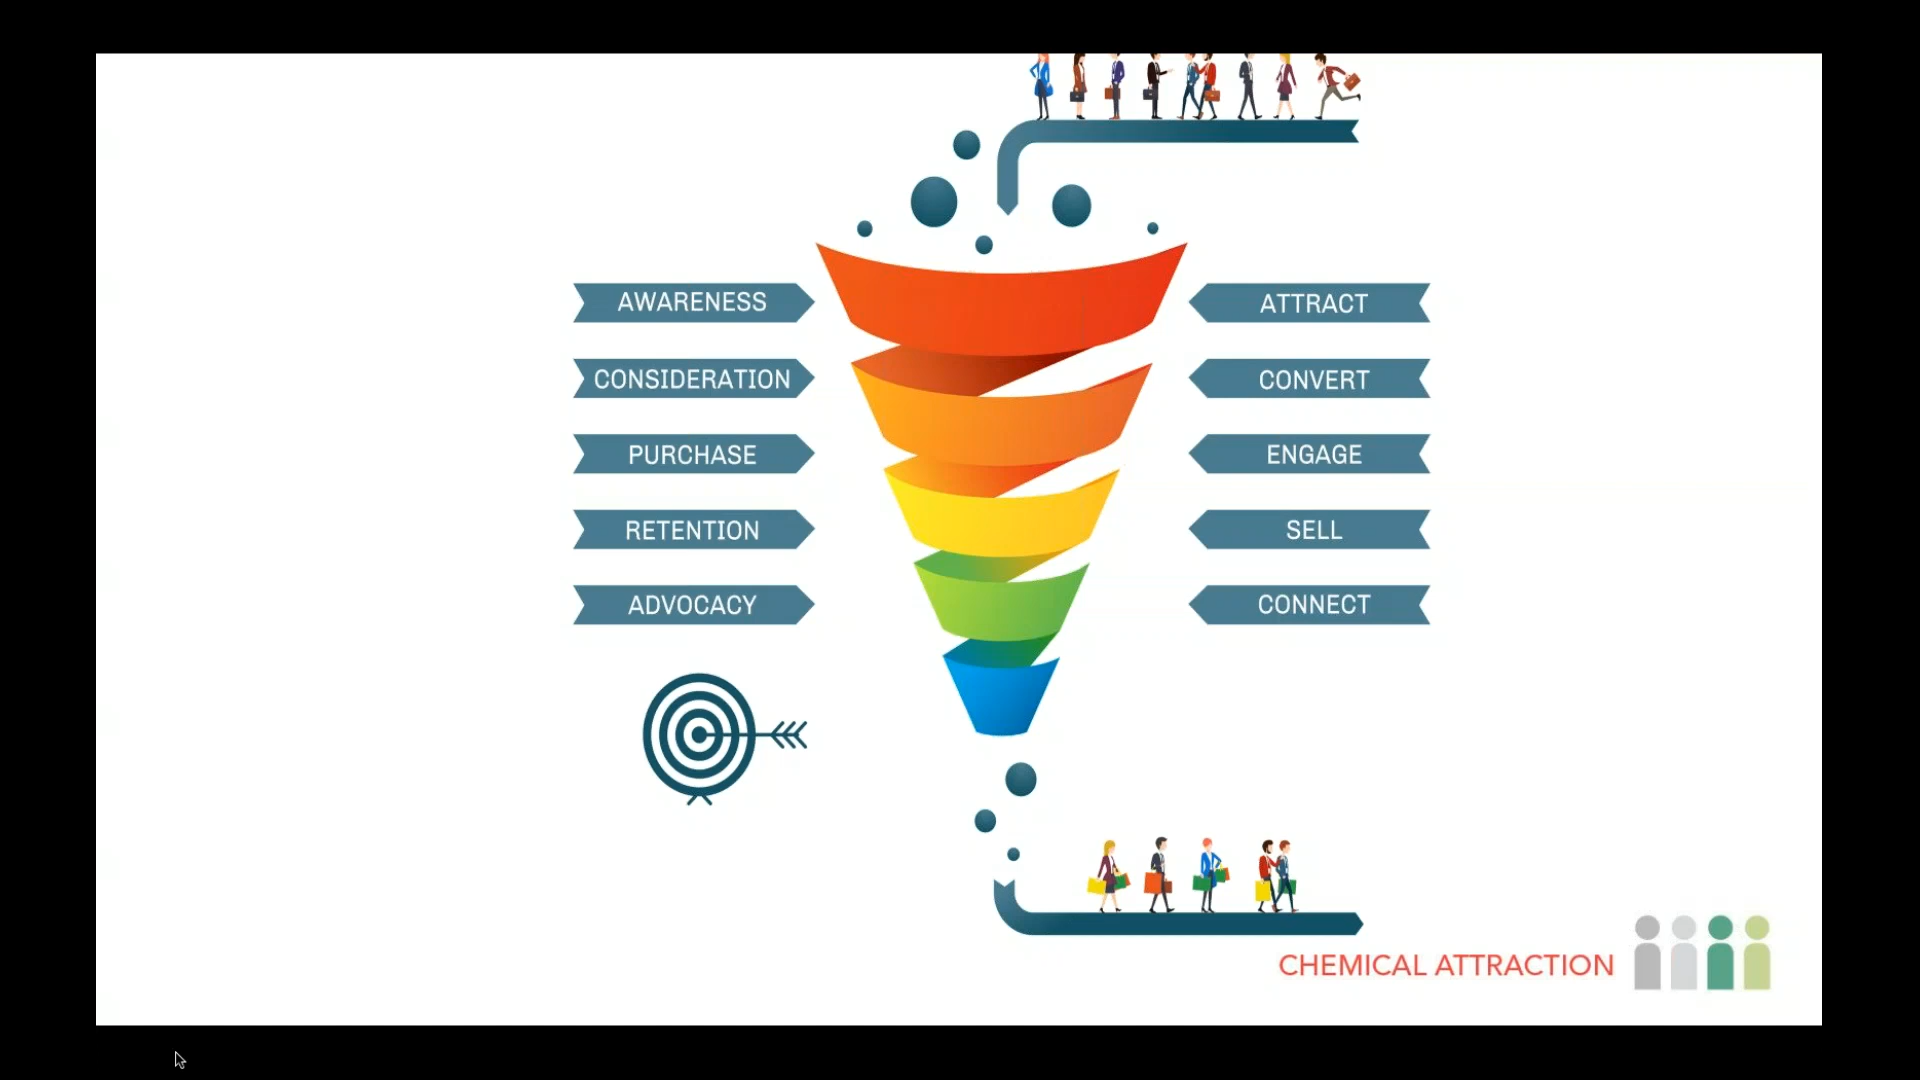 AWARENESS
ATTRACT
CONSIDERATION
CONVERT
PURCHASE
ENGAGE
RETENTION
SELL
ADVOCACY
CONNECT
CHEMICAL ATTRACTION